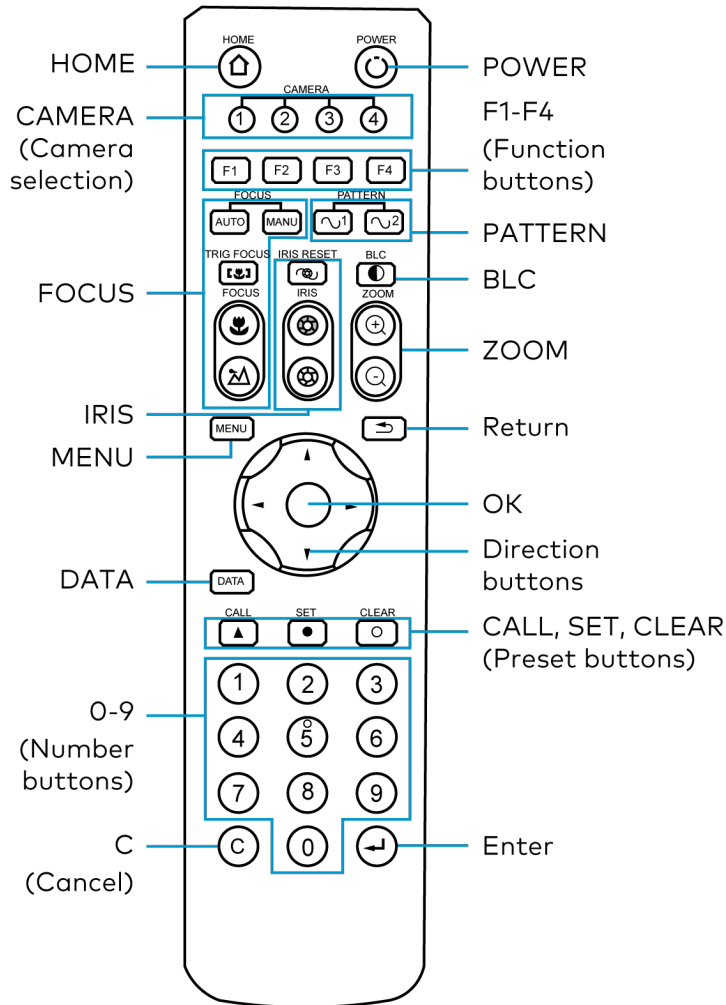 HOME
POWER
HOME
POWER
CAMERA
CAMERA
(Camera
selection)
1 2 3 4
F1-F4
(Function
buttons)
F1 F2 F3 F4
FOCUS PATTERN
AUTO MANU 1 2
PATTERN
TRIG FOCUS IRIS RESET BLC
BLC
FOCUS
FOCUS IRIS ZOOM
ZOOM
IRIS
MENU
Return
MENU
OK
Direction
buttons
DATA
DATA
CALL SET CLEAR
CALL, SET, CLEAR
(Preset buttons)
1 2 3
0-9
(Number
buttons)
4 5 6
7 8 9
C
(Cancel)
C 0
Enter